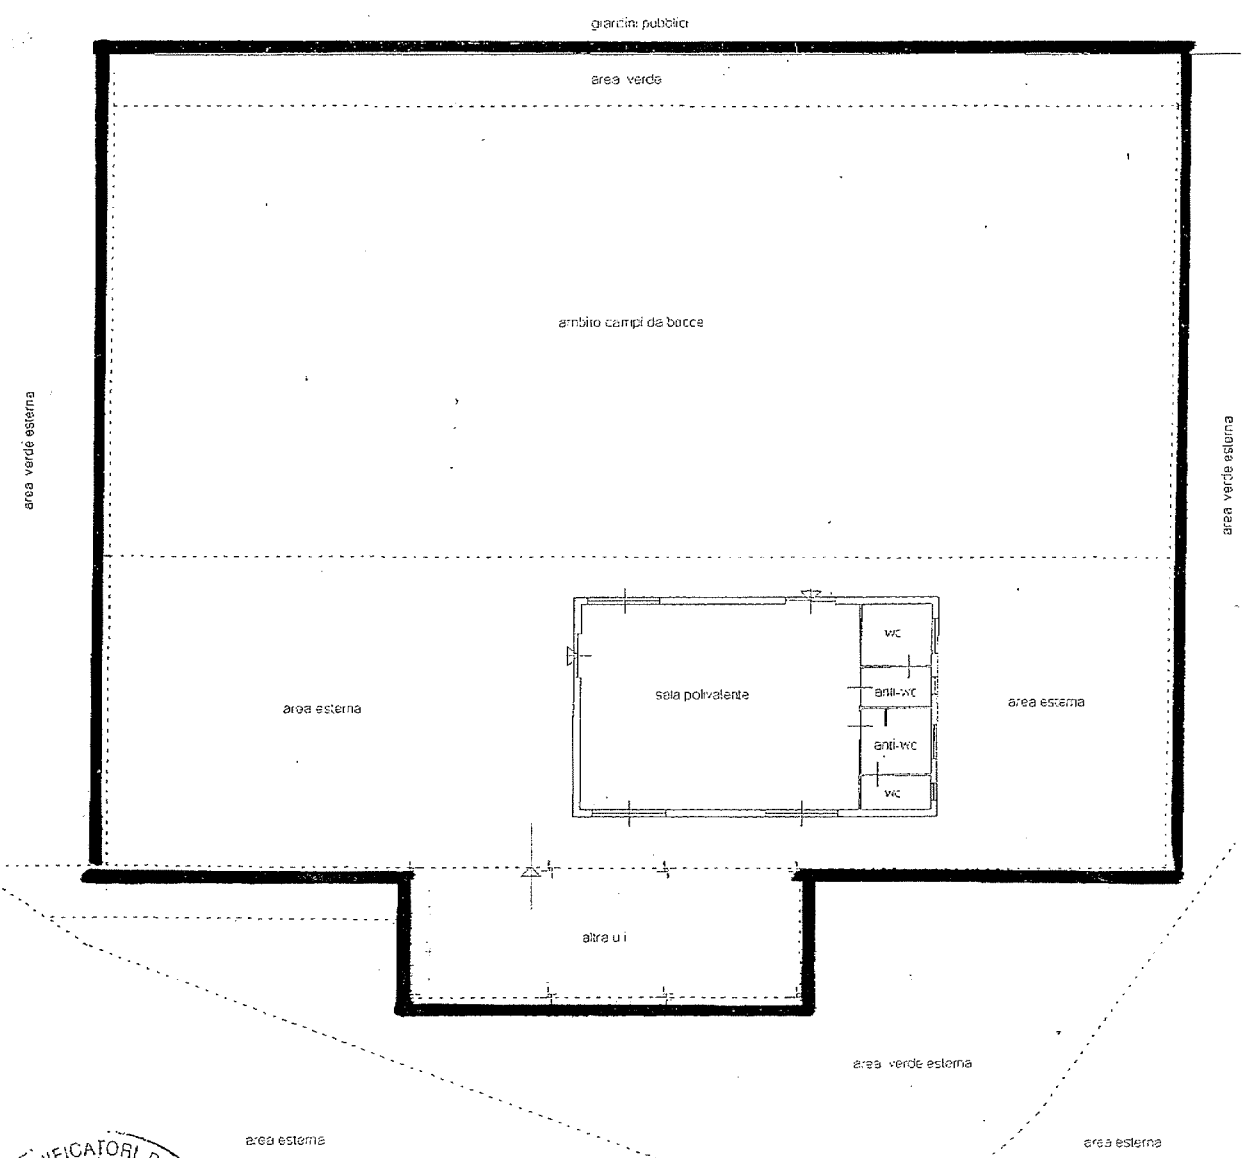 giardini pubblici
area verde
ambito campi da bocce
area verde esterna
area verde esterna
wc
sala polivalente
anti-wc
area esterna
area esterna
anti-wc
wc
altra u i
area verde esterna
area esterna
area esterna